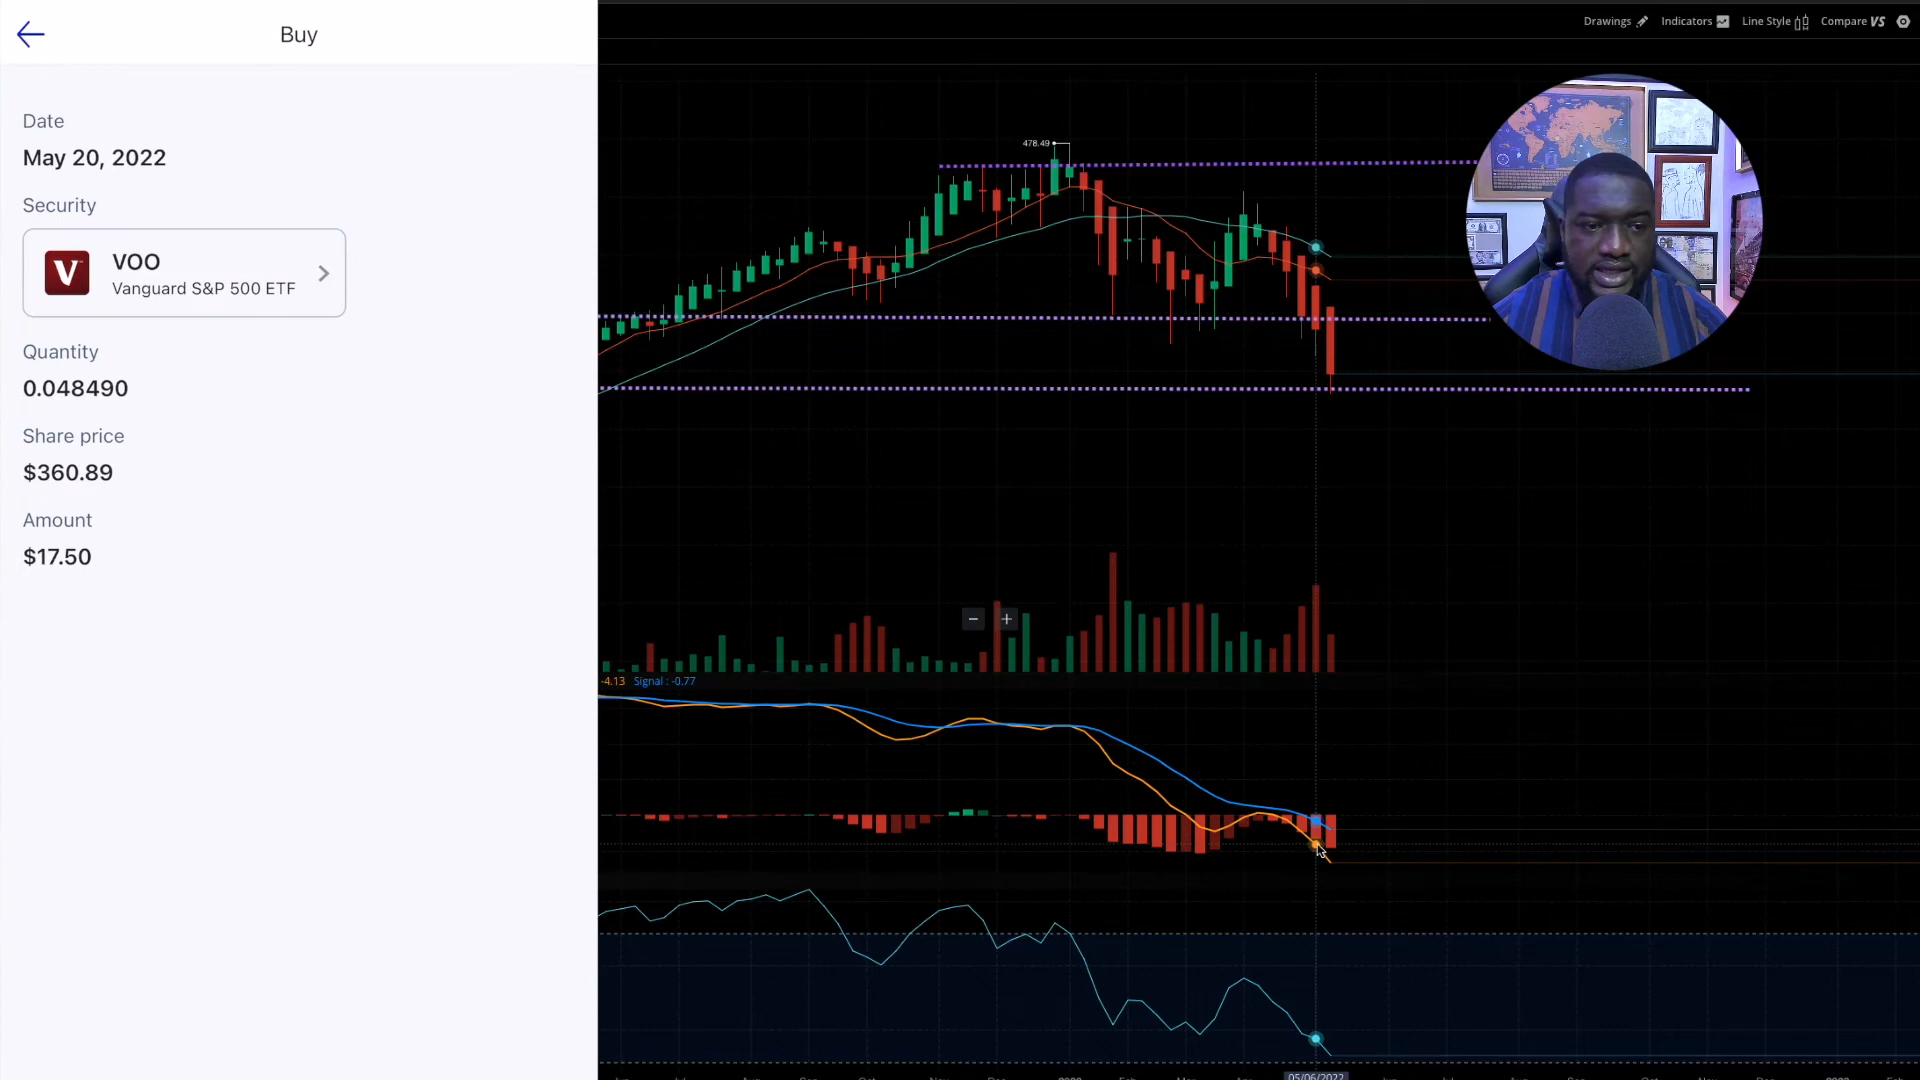 Buy
Drawings
Indicators
Line Style
Compare VS
Date
May 20, 2022
Security
V
VOO
Vanguard S&P 500 ETF
Quantity
0.048490
Share price
$360.89
Amount
$17.50
478.49
-4.13 Signal : -0.77
05/06/2022